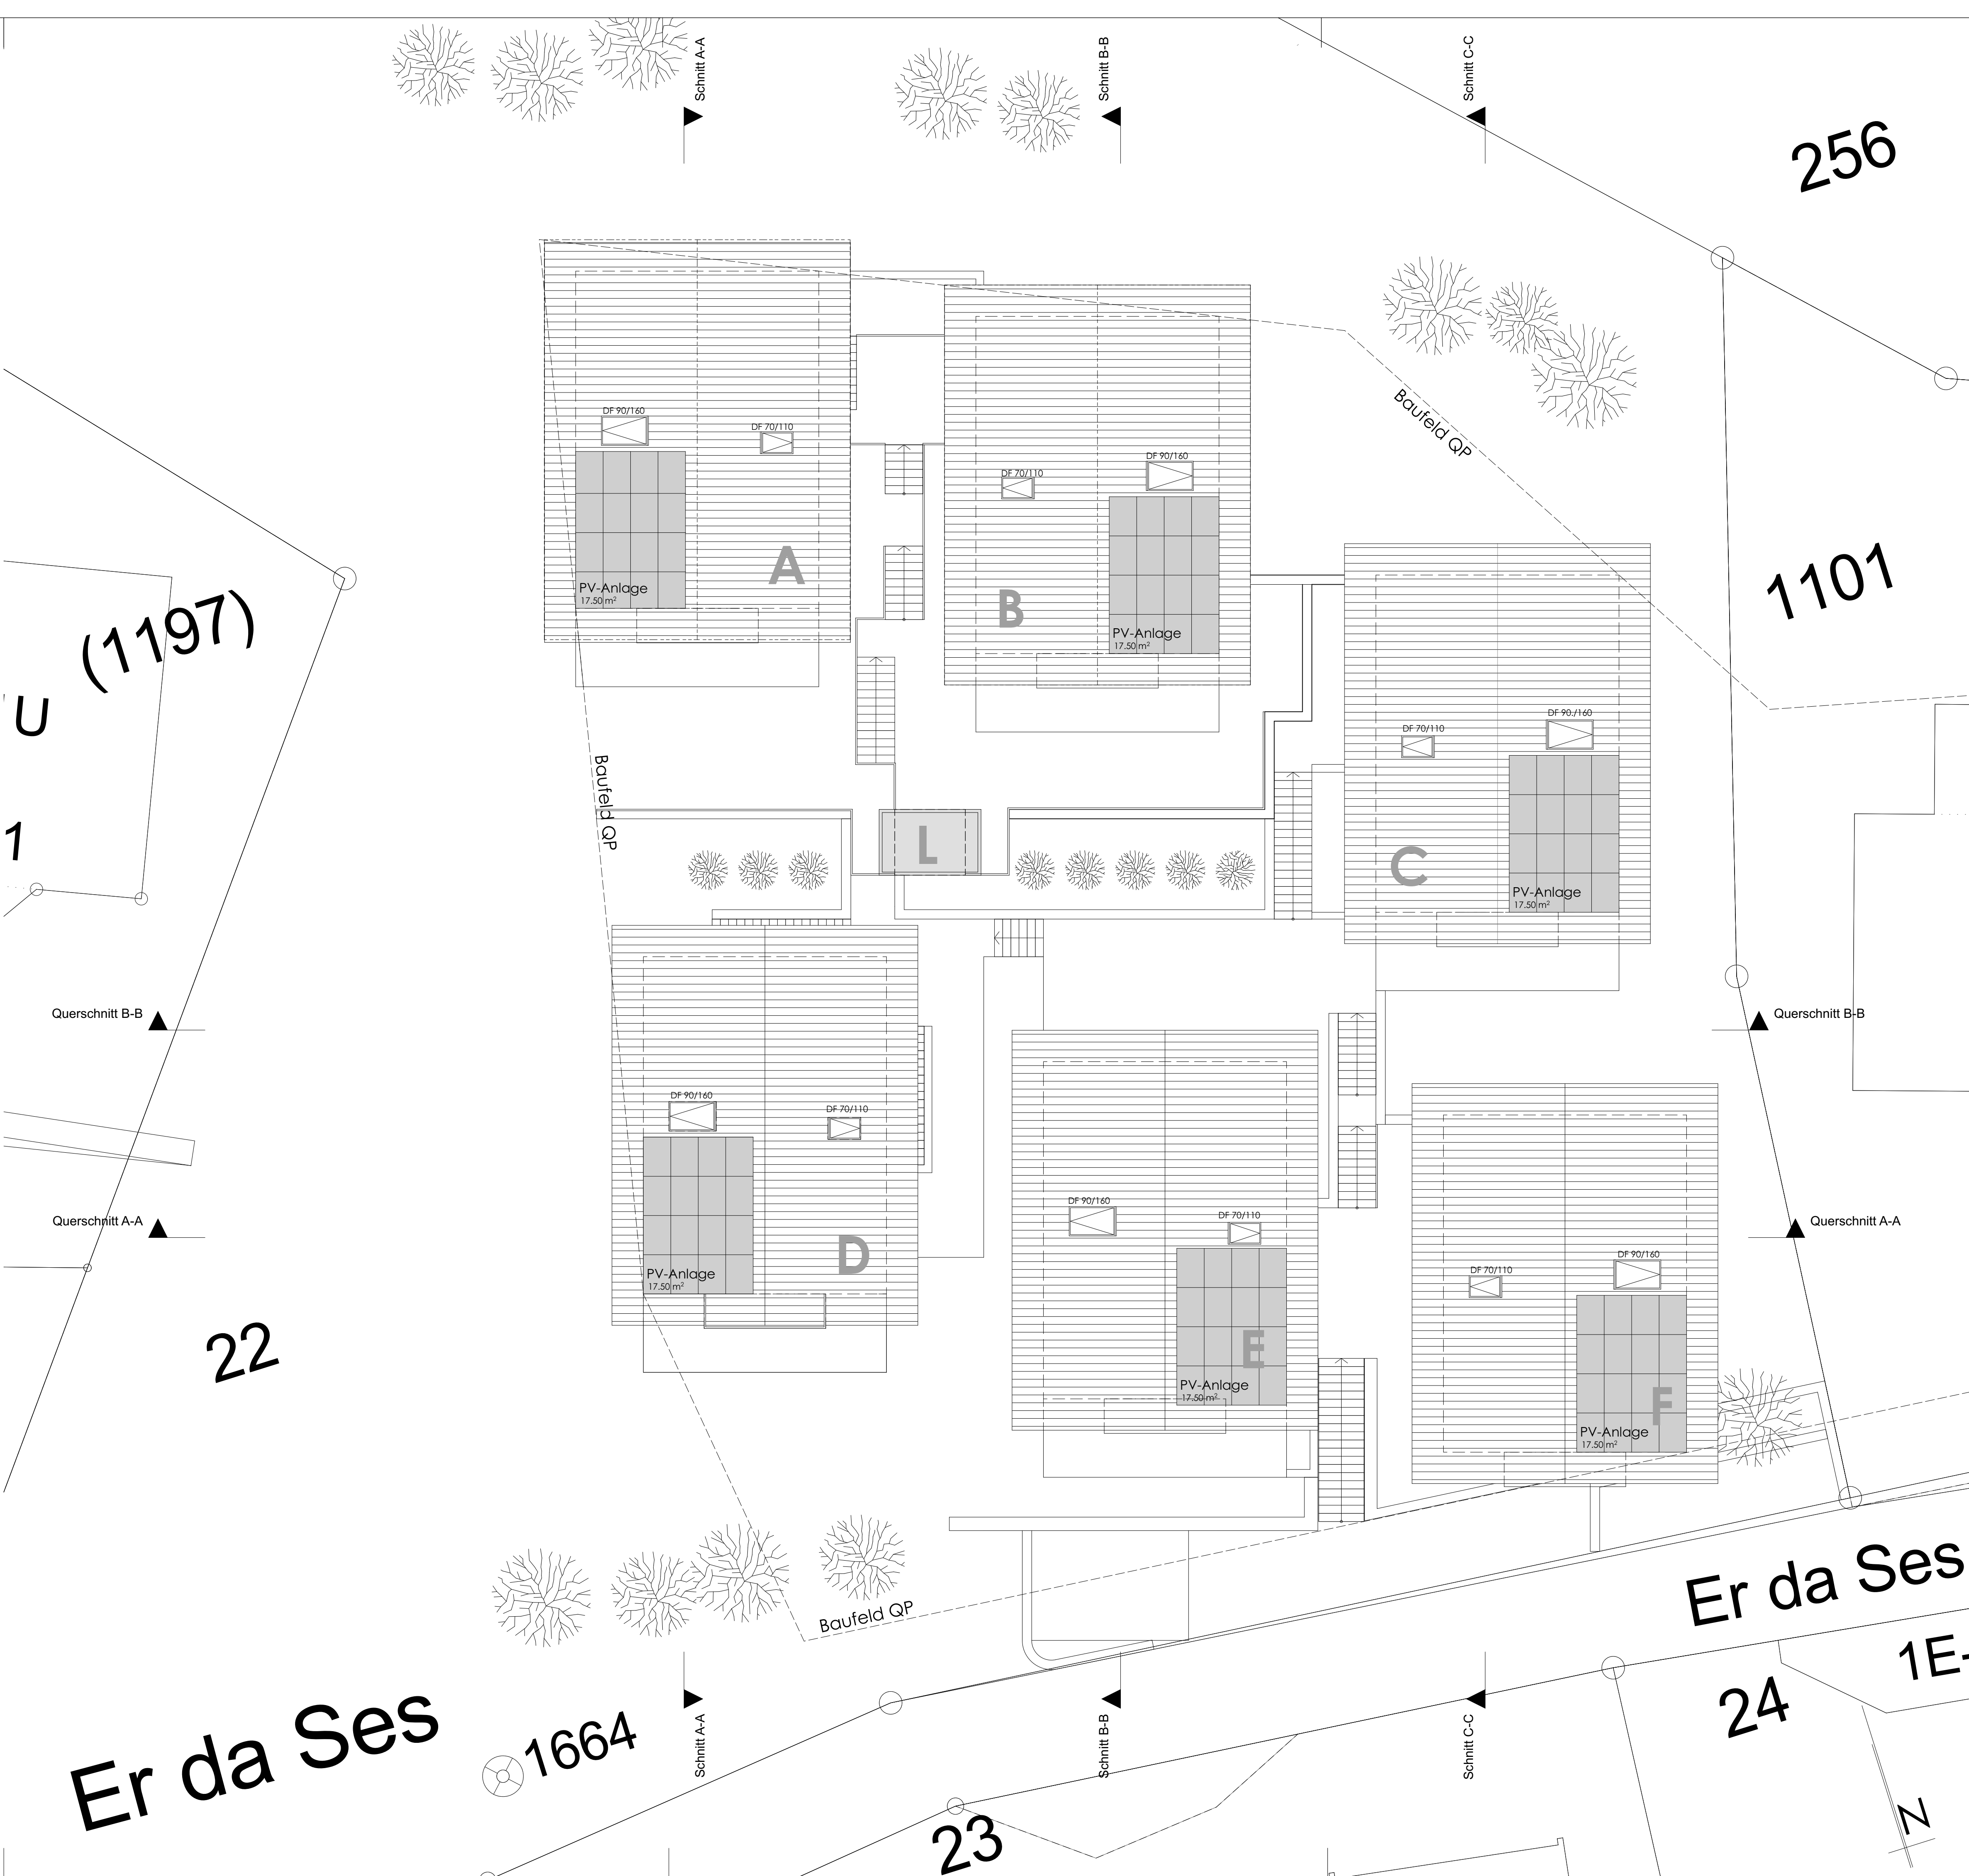 Schnitt A-A
Schnitt B-B
Schnitt C-C
256
Baufeld QP
DF 90/160
DF 70/110
A
PV-Anlage
17.50 m²
DF 70/110
DF 90/160
B
PV-Anlage
17.50 m²
1101
(1197)
U
1
Baufeld QP
L
DF 70/110
DF 90./160
C
PV-Anlage
17.50 m²
Querschnitt B-B
Querschnitt B-B
DF 90/160
DF 70/110
D
PV-Anlage
17.50 m²
Querschnitt A-A
Querschnitt A-A
DF 90/160
DF 70/110
E
PV-Anlage
17.50 m²
DF 70/110
DF 90/160
F
PV-Anlage
17.50 m²
22
Baufeld QP
Er da Ses
Er da Ses
1664
Schnitt A-A
Schnitt B-B
Schnitt C-C
24
1E-
23
N